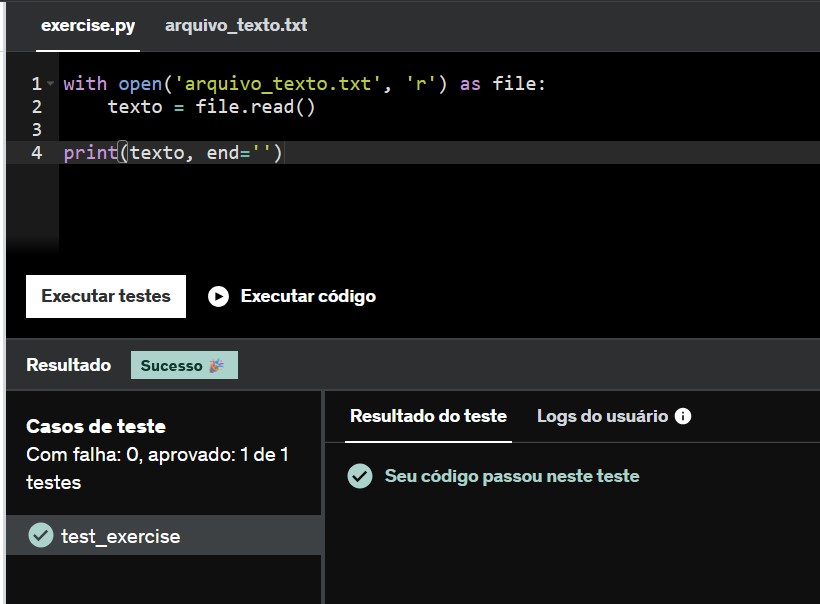 exercise.py arquivo_texto.txt
1 with open('arquivo_texto.txt', 'r') as file:
2     texto = file.read()
3
4 print(texto, end='')
Executar testes Executar código
Resultado Sucesso 🎉
Casos de teste
Com falha: 0, aprovado: 1 de 1
testes
test_exercise
Resultado do teste Logs do usuário
Seu código passou neste teste